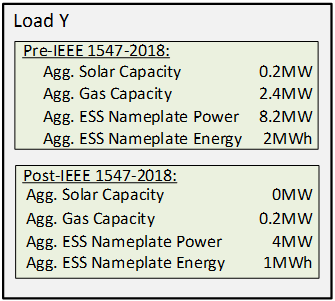 Load Y
Pre-IEEE 1547-2018:
Agg. Solar Capacity 0.2MW
Agg. Gas Capacity 2.4MW
Agg. ESS Nameplate Power 8.2MW
Agg. ESS Nameplate Energy 2MWh
Post-IEEE 1547-2018:
Agg. Solar Capacity 0MW
Agg. Gas Capacity 0.2MW
Agg. ESS Nameplate Power 4MW
Agg. ESS Nameplate Energy 1MWh